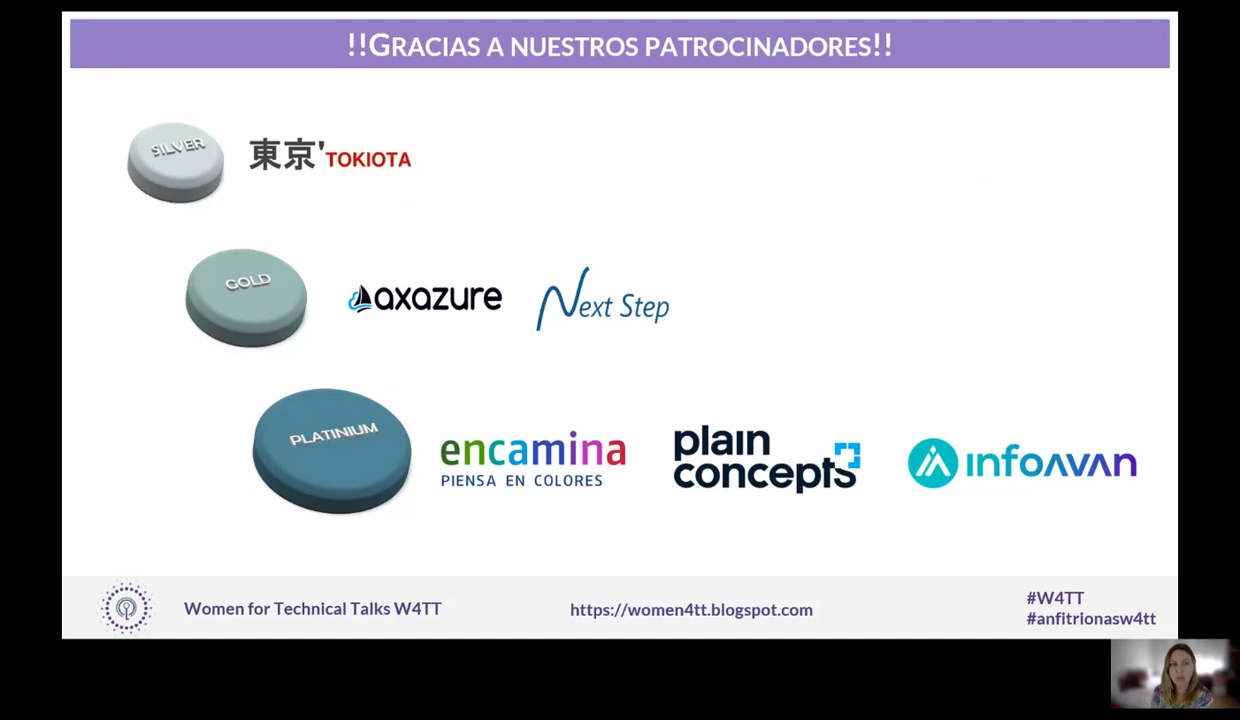 !!GRACIAS A NUESTROS PATROCINADORES!!
SILVER
東京'TOKIOTA
GOLD
axazure
Next Step
PLATINIUM
encamina
PIENSA EN COLORES
plain
concepts
infoavan
Women for Technical Talks W4TT
https://women4tt.blogspot.com
#W4TT
#anfitrionasw4tt